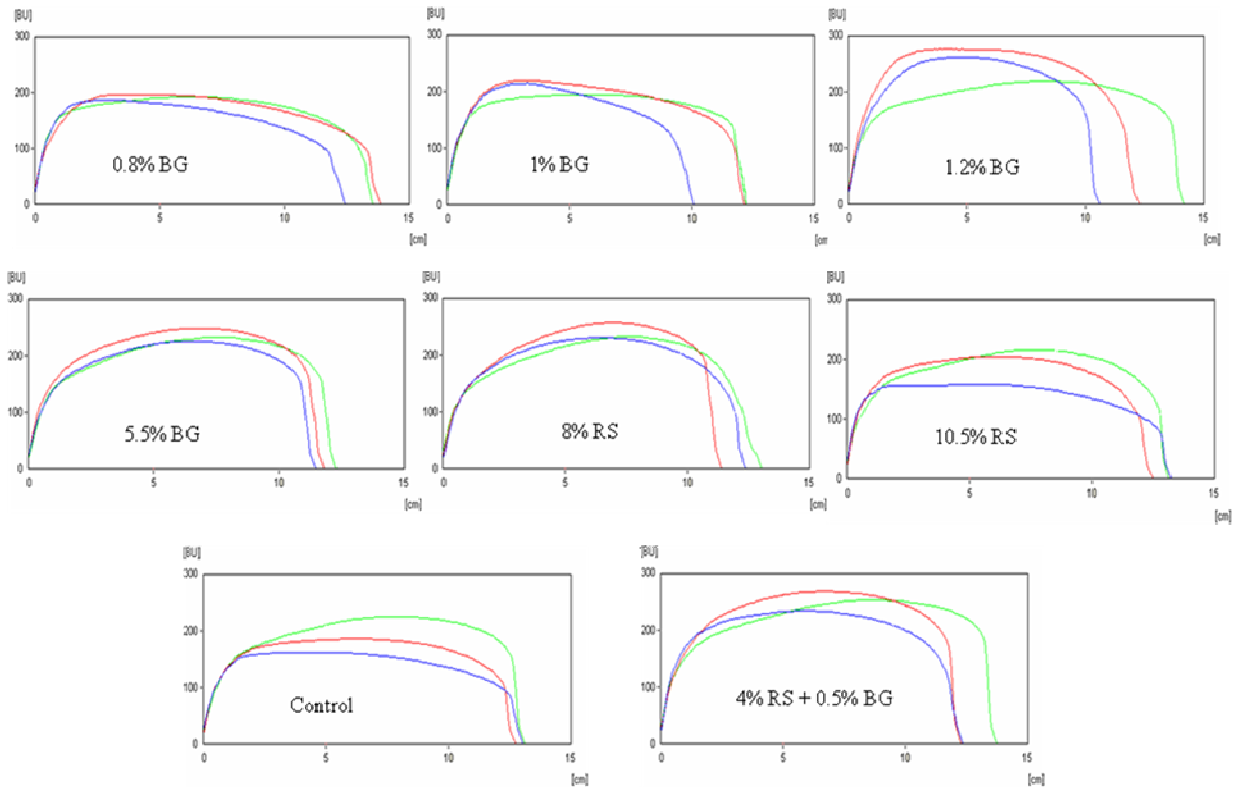 [BU] [BU] [BU]
300 300 300
200 200 200
100 100 100
0.8% BG 1% BG 1.2% BG
0 0 0
0 5 10 15 0 5 10 15 0 5 10 15
[cm] [cm [cm]
[BU] [BU] [BU]
300 300 300
200 200 200
100 100 100
5.5% BG 8% RS 10.5% RS
0 0 0
0 5 10 15 0 5 10 15 0 5 10 15
[cm] [cm] [cm]
[BU] [BU]
300 300
200 200
100 100
Control 4% RS + 0.5% BG
0 0
0 5 10 15 0 5 10 15
[cm] [cm]